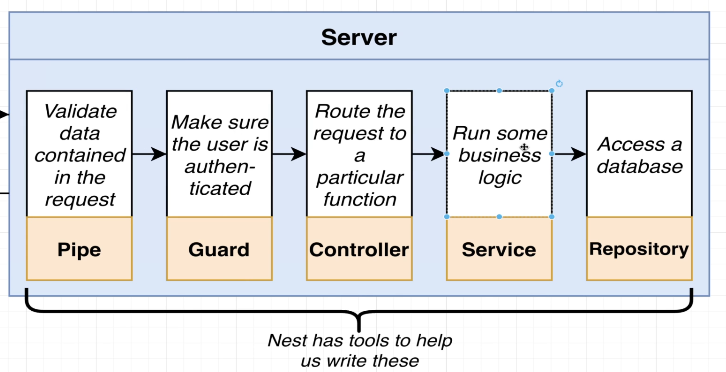 Server
Validate
data
contained
in the
request
Pipe
Make sure
the user is
authen-
ticated
Guard
Route the
request to
a
particular
function
Controller
Run some
business
logic
Service
Access a
database
Repository
Nest has tools to help
us write these